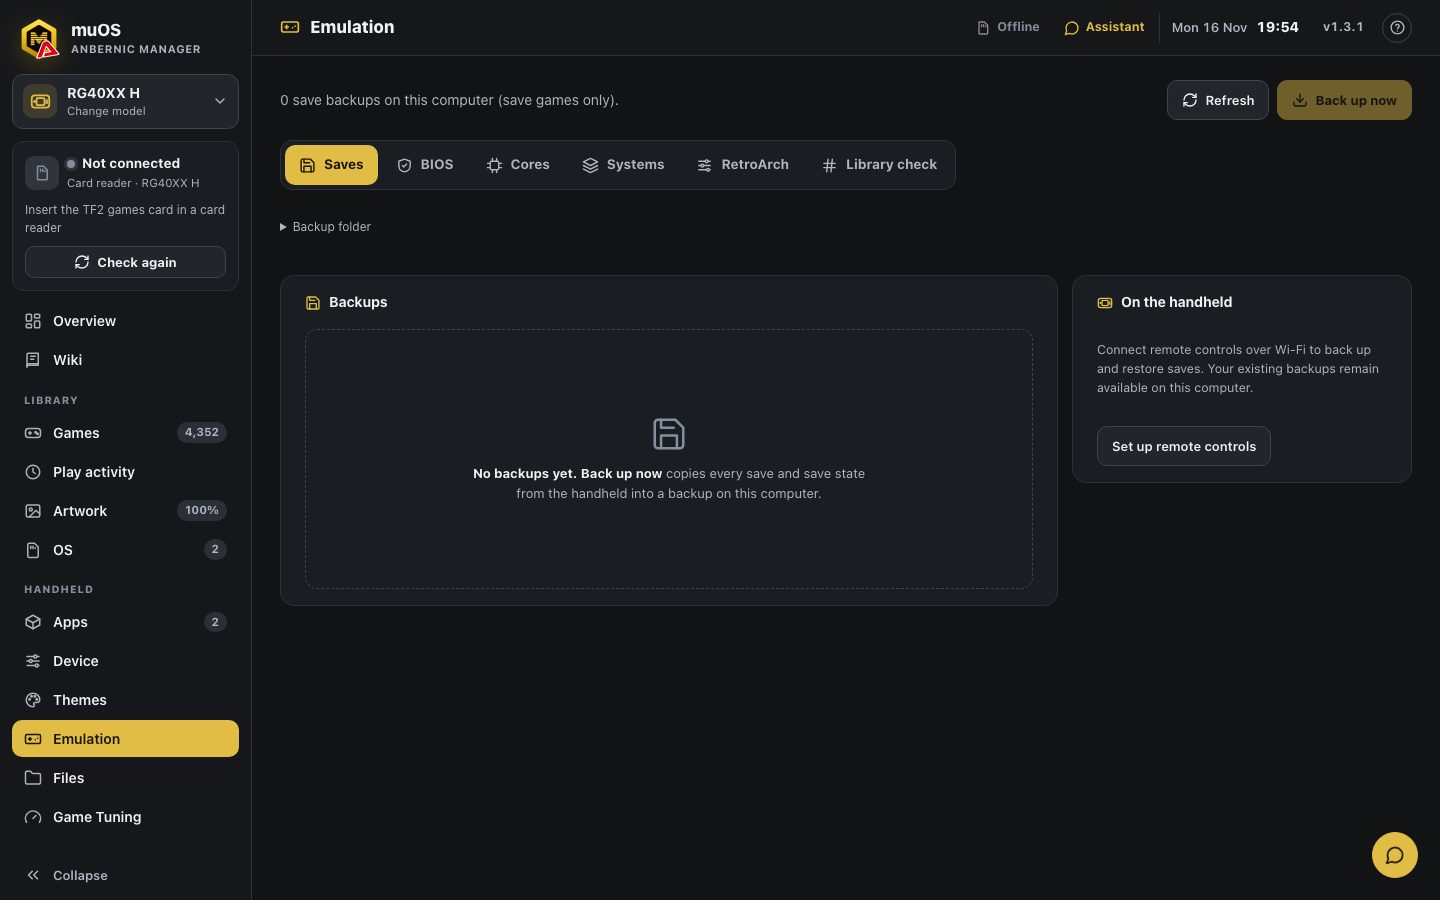 muOS
ANBERNIC MANAGER
RG40XX H
Change model
Not connected
Card reader · RG40XX H
Insert the TF2 games card in a card
reader
Check again
Overview
Wiki
LIBRARY
Games 4,352
Play activity
Artwork 100%
OS 2
HANDHELD
Apps 2
Device
Themes
Emulation
Files
Game Tuning
Collapse
Emulation
Offline
Assistant
Mon 16 Nov 19:54
v1.3.1
0 save backups on this computer (save games only).
Refresh
Back up now
Saves
BIOS
Cores
Systems
RetroArch
Library check
Backup folder
Backups
No backups yet. Back up now copies every save and save state
from the handheld into a backup on this computer.
On the handheld
Connect remote controls over Wi-Fi to back up
and restore saves. Your existing backups remain
available on this computer.
Set up remote controls